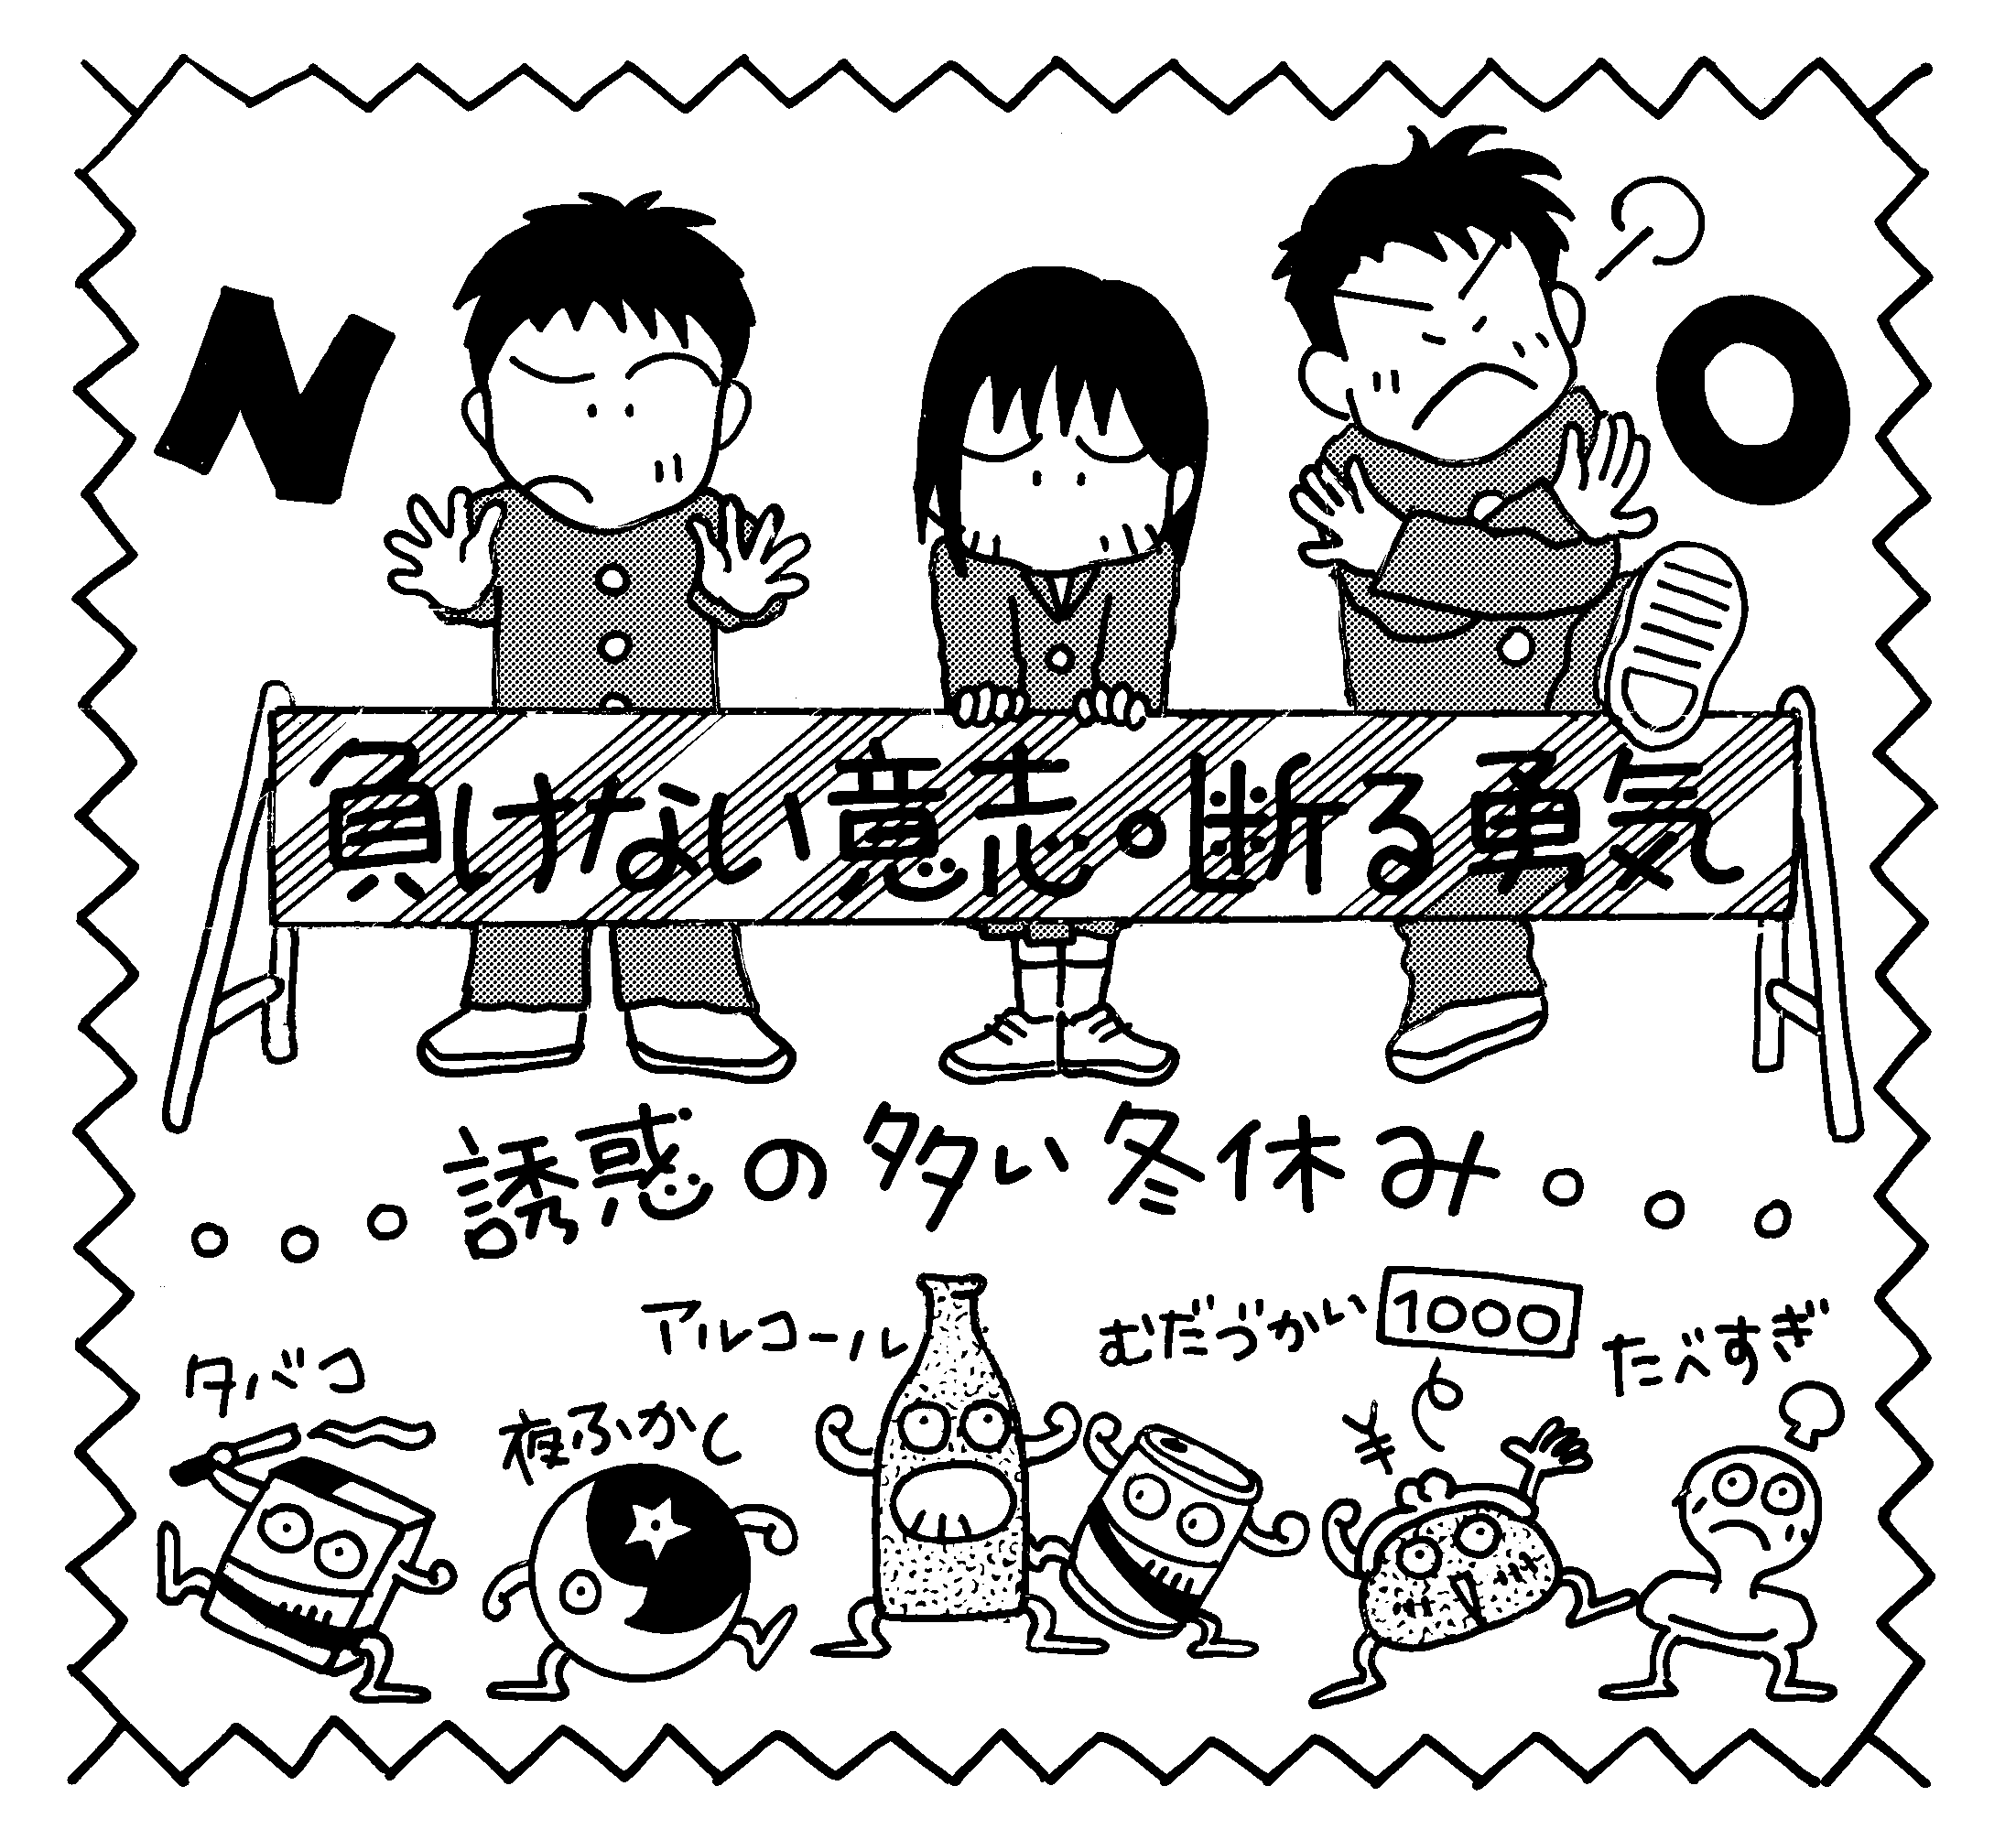 NO
負けない意志。断る勇気
。。。誘惑の多い冬休み。。。
タバコ
夜ふかし
アルコール
むだづかい
1000
¥
たべすぎ